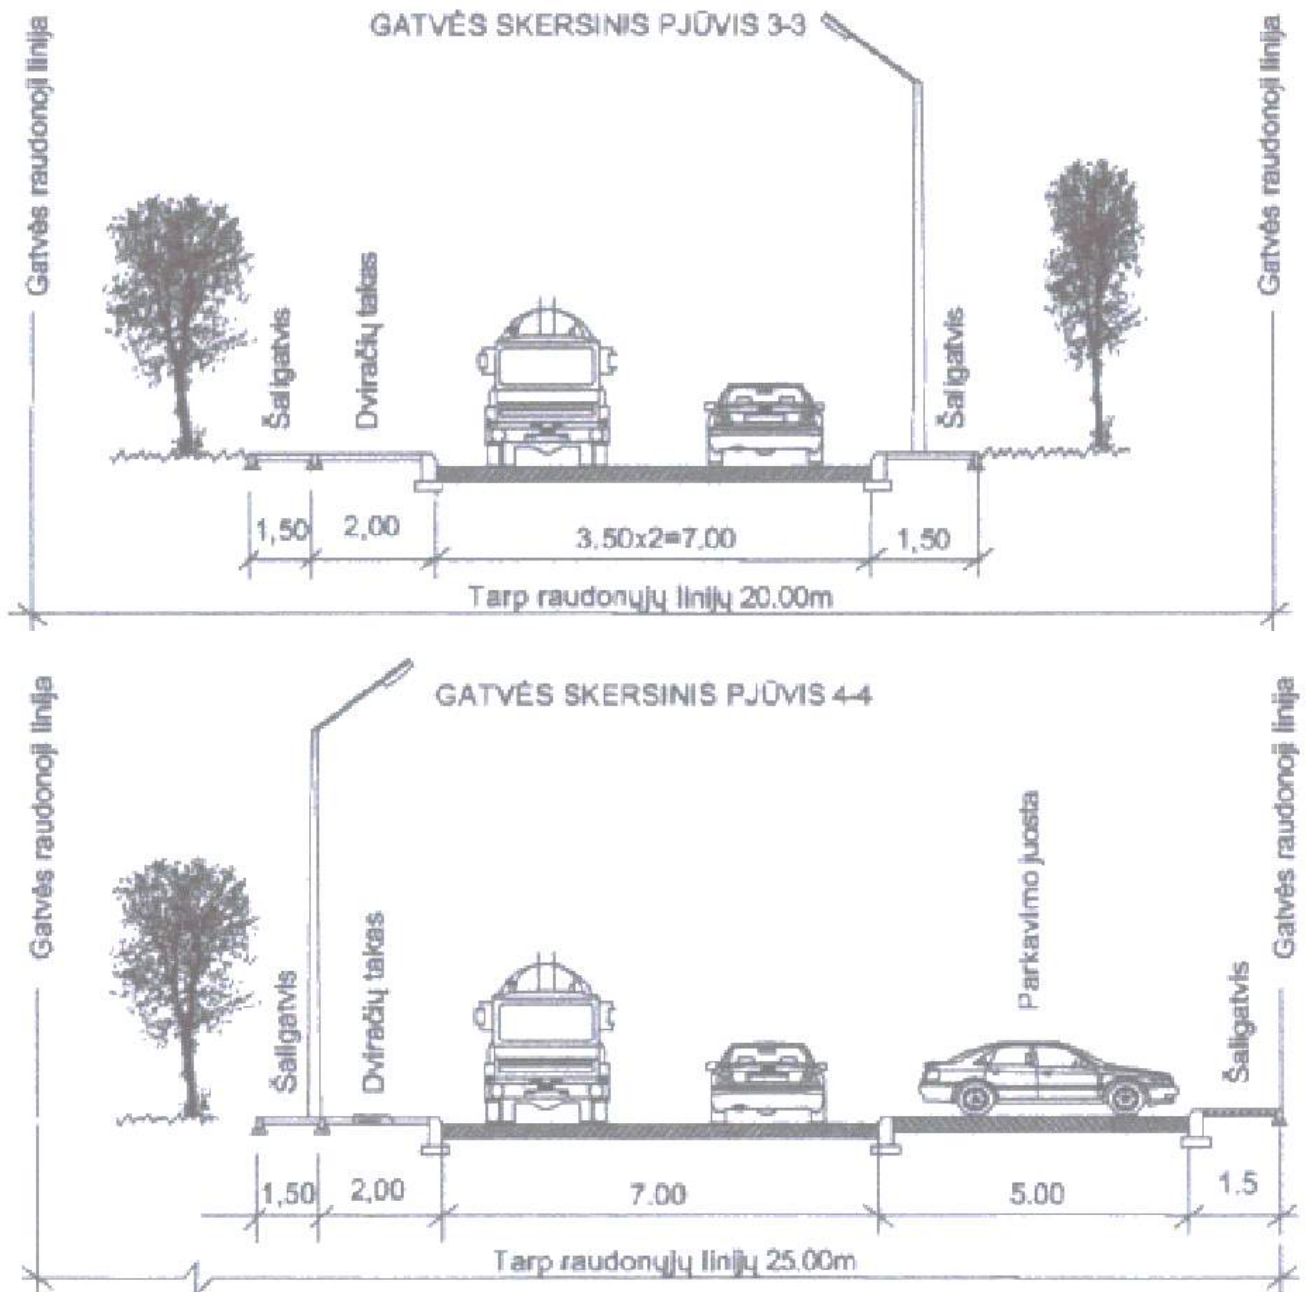 GATVĖS SKERSINIS PJŪVIS 3-3
Gatvės raudonoji linija
Šaligatvis
Dviračių takas
Šaligatvis
Gatvės raudonoji linija
1,50
2,00
3.50x2=7.00
1,50
Tarp raudonųjų linijų 20.00m
GATVĖS SKERSINIS PJŪVIS 4-4
Gatvės raudonoji linija
Šaligatvis
Dviračių takas
Parkavimo juosta
Šaligatvis
Gatvės raudonoji linija
1,50
2,00
7.00
5.00
1.5
Tarp raudonųjų linijų 25.00m